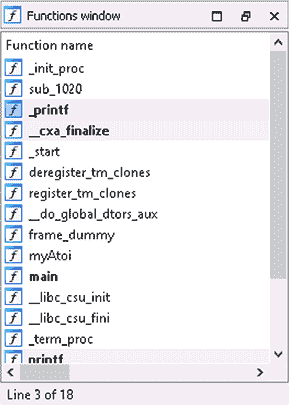 Functions window
Function name
_init_proc
sub_1020
_printf
__cxa_finalize
_start
deregister_tm_clones
register_tm_clones
__do_global_dtors_aux
frame_dummy
myAtoi
main
__libc_csu_init
__libc_csu_fini
_term_proc
printf
Line 3 of 18